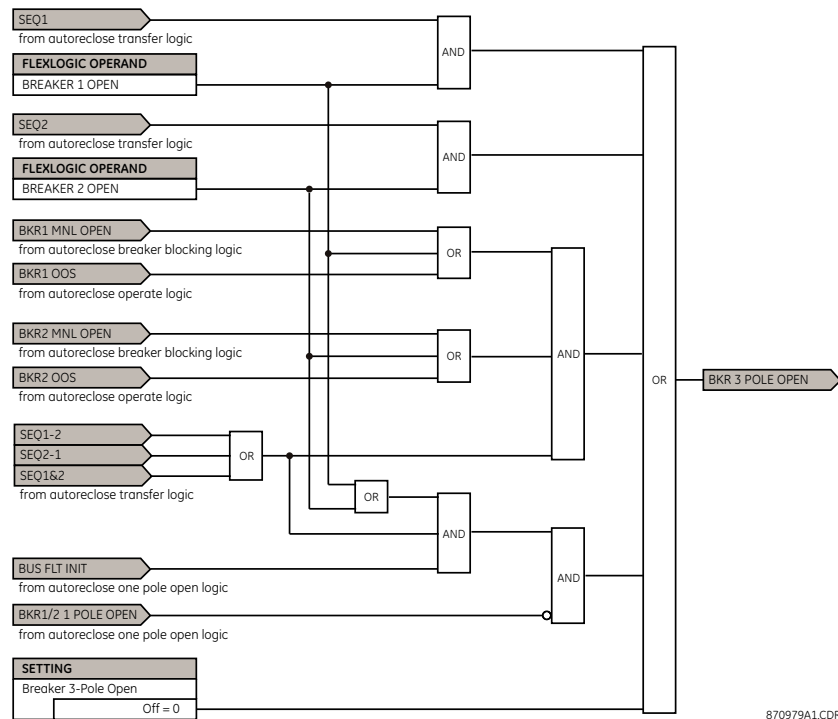 SEQ1
from autoreclose transfer logic
AND
FLEXLOGIC OPERAND
BREAKER 1 OPEN
SEQ2
from autoreclose transfer logic
AND
FLEXLOGIC OPERAND
BREAKER 2 OPEN
BKR1 MNL OPEN
from autoreclose breaker blocking logic
OR
BKR1 OOS
from autoreclose operate logic
BKR2 MNL OPEN
from autoreclose breaker blocking logic
OR
AND
BKR2 OOS
from autoreclose operate logic
OR
BKR 3 POLE OPEN
SEQ1-2
SEQ2-1
OR
SEQ1&2
from autoreclose transfer logic
OR
AND
BUS FLT INIT
from autoreclose one pole open logic
AND
BKR1/2 1 POLE OPEN
from autoreclose one pole open logic
SETTING
Breaker 3-Pole Open
Off = 0
870979A1.CDR